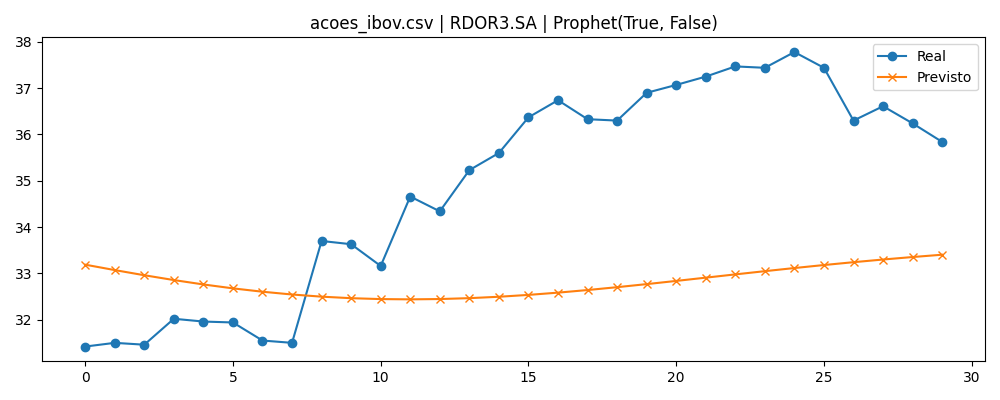 acoes_ibov.csv | RDOR3.SA | Prophet(True, False)
Real
Previsto
38
37
36
35
34
33
32
0 5 10 15 20 25 30